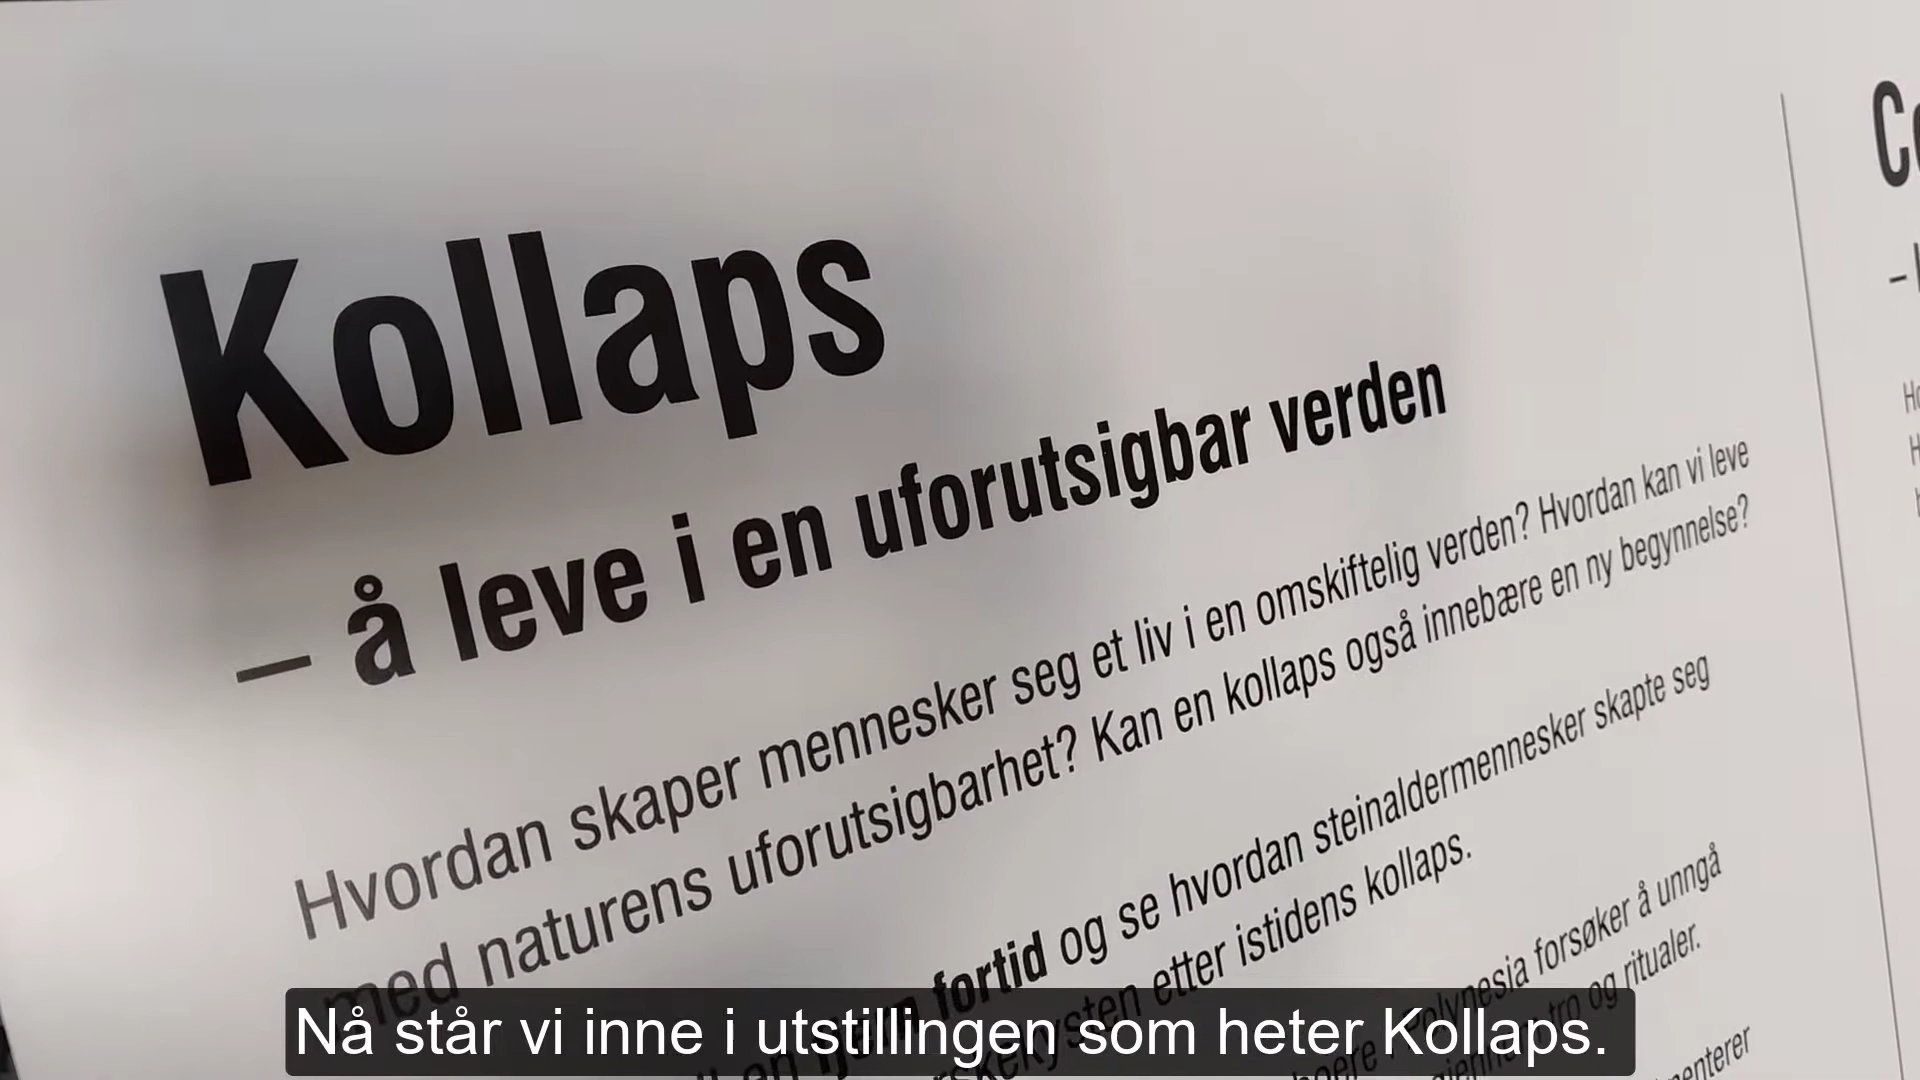 Kollaps
– å leve i en uforutsigbar verden
Hvordan skaper mennesker seg et liv i en omskiftelig verden? Hvordan kan vi leve
med naturens uforutsigbarhet? Kan en kollaps også innebære en ny begynnelse?
fortid og se hvordan steinaldermennesker skapte seg
etter istidens kollaps.
Polynesia forsøker å unngå
tro og ritualer.
Nå står vi inne i utstillingen som heter Kollaps.